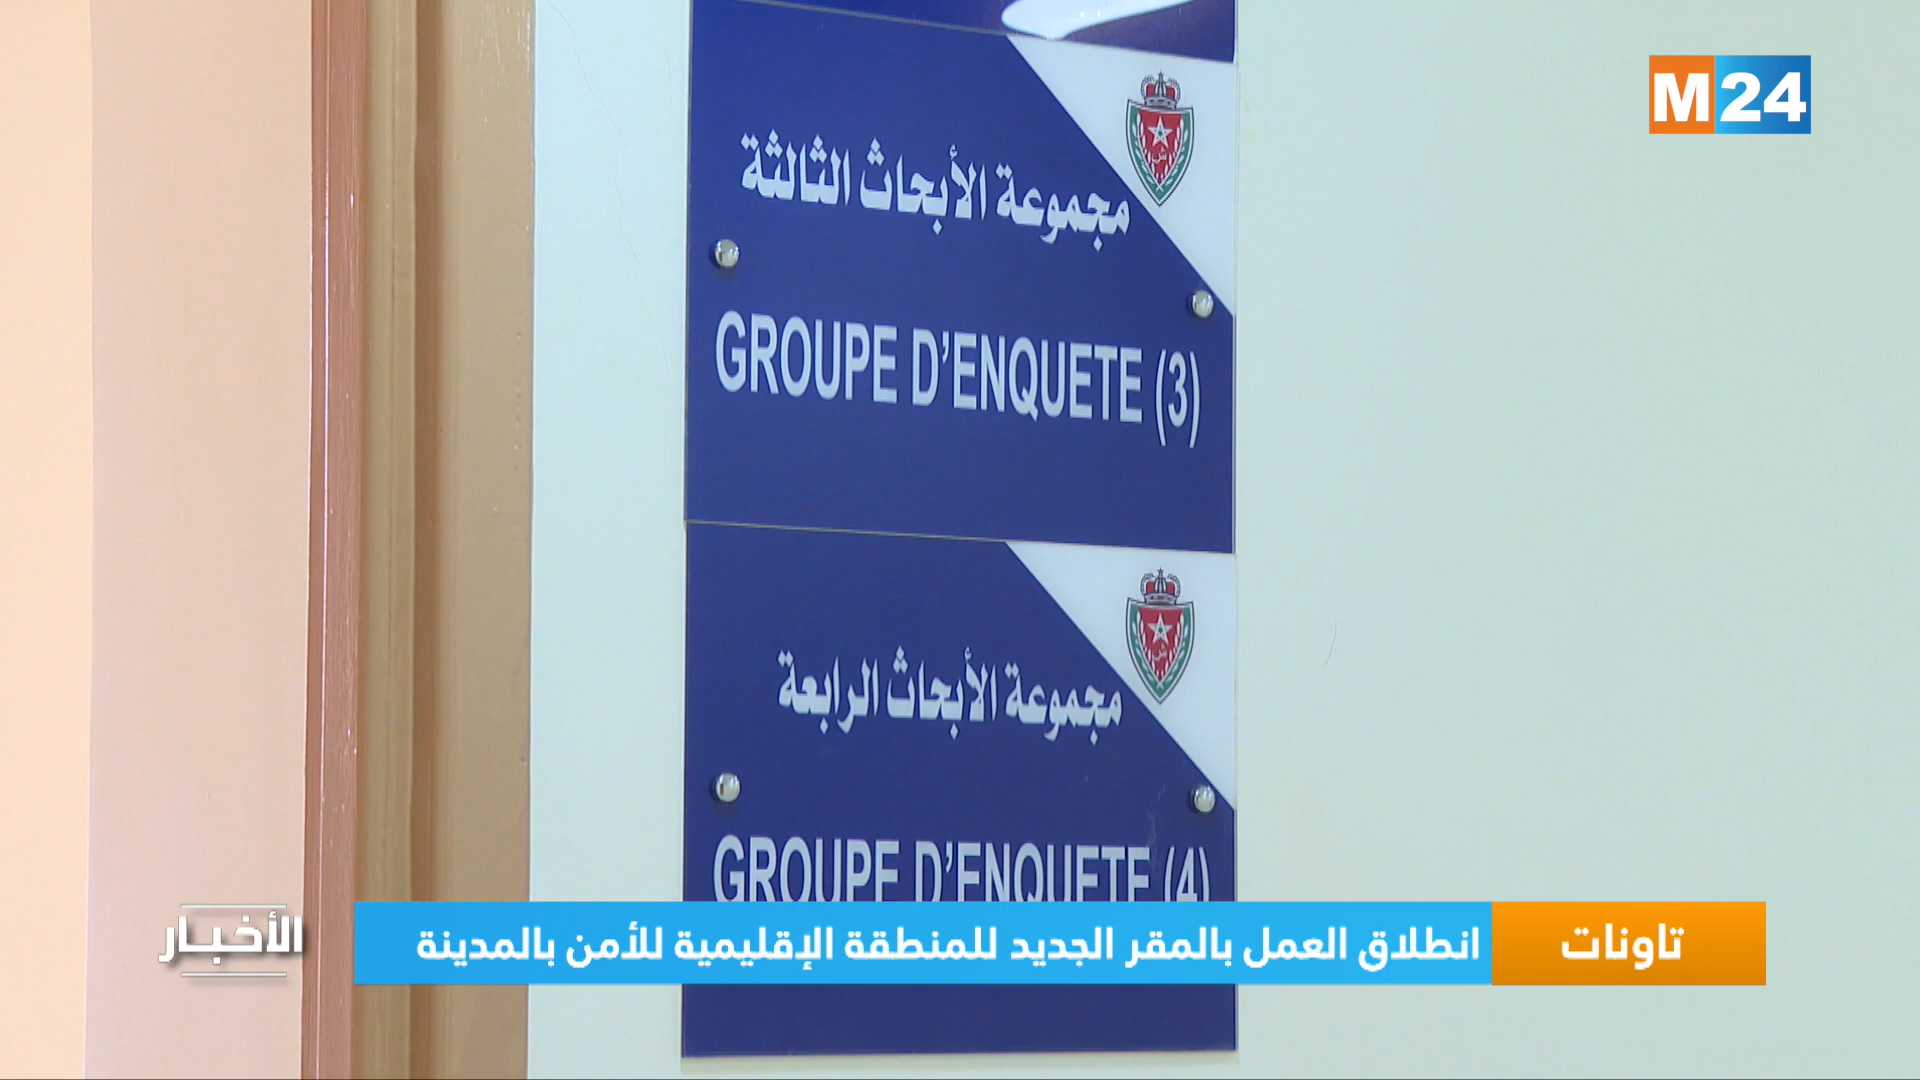 M24
مجموعة الأبحاث الثالثة
GROUPE D'ENQUETE (3)
مجموعة الأبحاث الرابعة
GROUPE D'ENQUETE (4)
تاونات
انطلاق العمل بالمقر الجديد للمنطقة الإقليمية للأمن بالمدينة
الأخبار